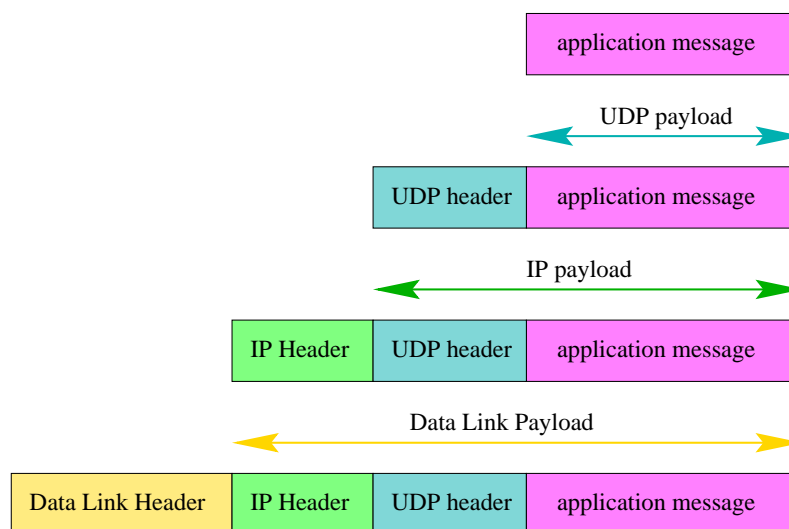 application message
UDP payload
UDP header application message
IP payload
IP Header UDP header application message
Data Link Payload
Data Link Header IP Header UDP header application message